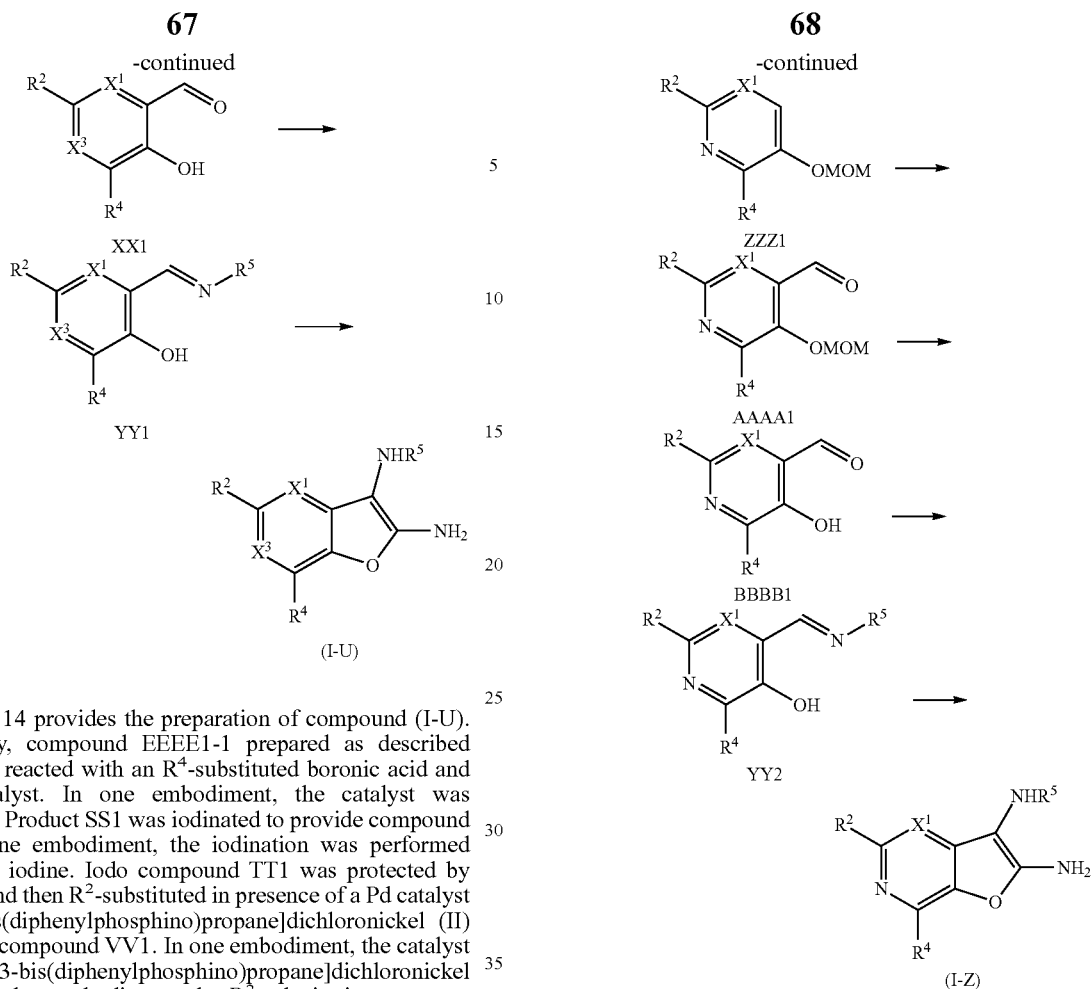 67
-continued
R² X¹ O
X³ OH
R⁴
XX1
R² X¹ N R⁵
X³ OH
R⁴
YY1
NHR⁵
R² X¹ NH₂
X³ O
R⁴
(I-U)
14 provides the preparation of compound (I-U).
y, compound EEEE1-1 prepared as described
reacted with an R⁴-substituted boronic acid and
alyst. In one embodiment, the catalyst was
Product SS1 was iodinated to provide compound
ne embodiment, the iodination was performed
iodine. Iodo compound TT1 was protected by
nd then R²-substituted in presence of a Pd catalyst
s(diphenylphosphino)propane]dichloronickel (II)
compound VV1. In one embodiment, the catalyst
3-bis(diphenylphosphino)propane]dichloronickel
5
10
15
20
25
30
35
68
-continued
R² X¹
N OMOM
R⁴
ZZZ1
R² X¹ O
N OMOM
R⁴
AAAA1
R² X¹ O
N OH
R⁴
BBBB1
R² X¹ N R⁵
N OH
R⁴
YY2
NHR⁵
R² X¹ NH₂
N O
R⁴
(I-Z)